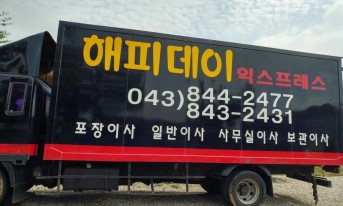 해피데이 익스프레스
043)844-2477
843-2431
포장이사 일반이사 사무실이사 보관이사